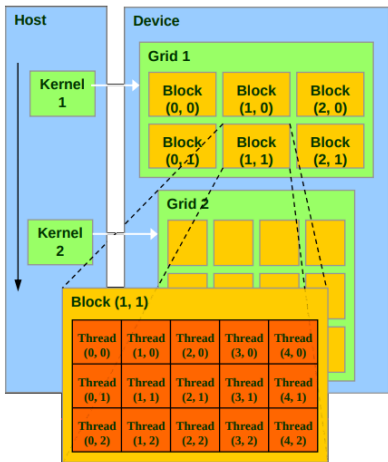 Host
Device
Grid 1
Kernel
1
Block
(0, 0)
Block
(1, 0)
Block
(2, 0)
Block
(0, 1)
Block
(1, 1)
Block
(2, 1)
Grid 2
Kernel
2
Block (1, 1)
Thread
(0, 0)
Thread
(1, 0)
Thread
(2, 0)
Thread
(3, 0)
Thread
(4, 0)
Thread
(0, 1)
Thread
(1, 1)
Thread
(2, 1)
Thread
(3, 1)
Thread
(4, 1)
Thread
(0, 2)
Thread
(1, 2)
Thread
(2, 2)
Thread
(3, 2)
Thread
(4, 2)